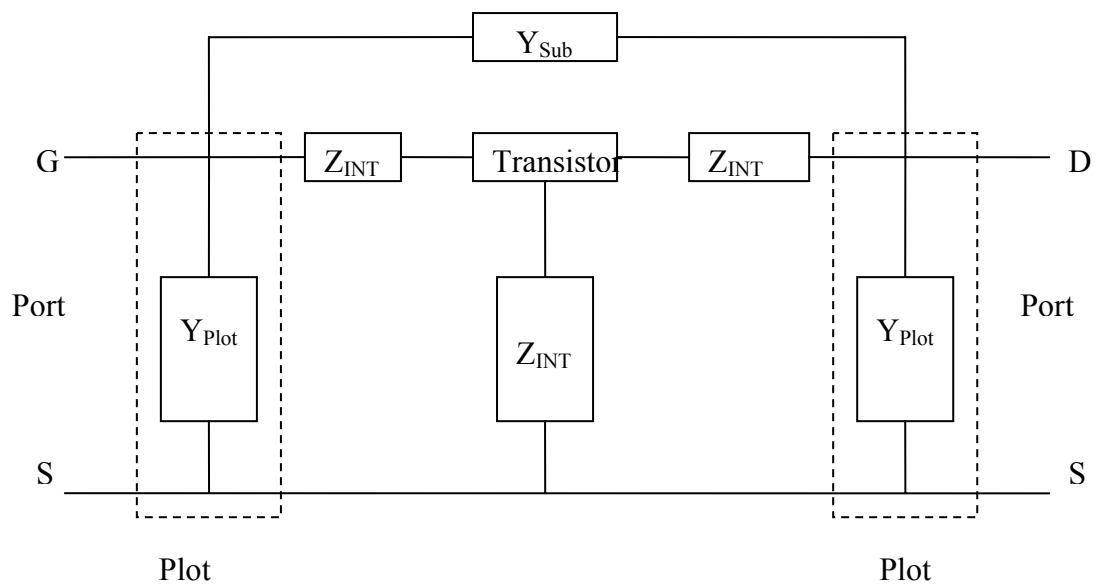 Y_Sub
G
Z_INT
Transistor
Z_INT
D
Port
Y_Plot
Z_INT
Y_Plot
Port
S
S
Plot
Plot